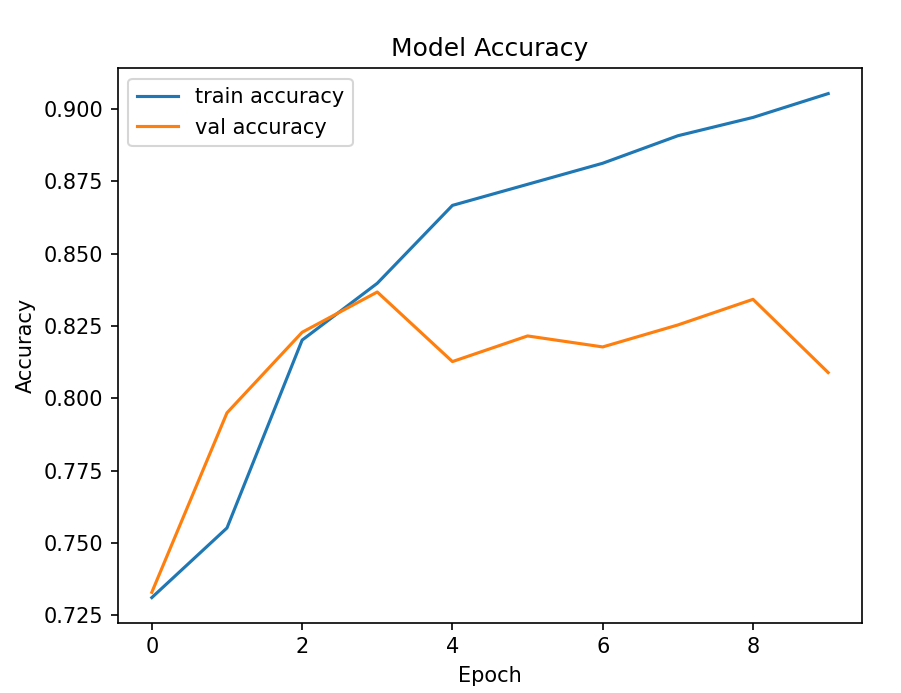 Model Accuracy
train accuracy
val accuracy
0.900
0.875
0.850
0.825
0.800
0.775
0.750
0.725
Accuracy
0 2 4 6 8
Epoch